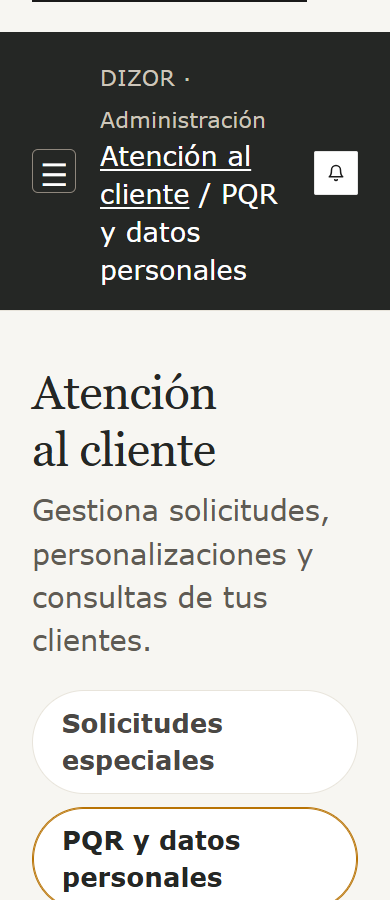 DIZOR ·
Administración
Atención al
cliente / PQR
y datos
personales
Atención
al cliente
Gestiona solicitudes,
personalizaciones y
consultas de tus
clientes.
Solicitudes
especiales
PQR y datos
personales